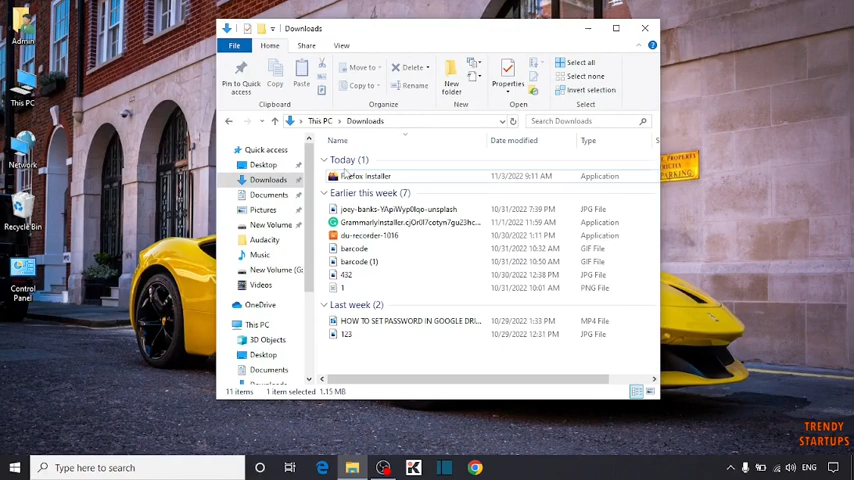 Admin
This PC
Network
Recycle Bin
Control
Panel
Downloads
File
Home
Share
View
Pin to Quick
access
Copy
Paste
Clipboard
Move to
Copy to
Delete
Rename
Organize
New
folder
New
Properties
Open
Select all
Select none
Invert selection
Select
This PC
Downloads
Search Downloads
Quick access
Desktop
Downloads
Documents
Pictures
New Volume
Audacity
Music
New Volume (G:
Videos
OneDrive
This PC
3D Objects
Desktop
Documents
Name
Date modified
Type
S
Today (1)
Firefox Installer
11/3/2022 9:11 AM
Application
Earlier this week (7)
joey-banks-YApiWyp0lqo-unsplash
10/31/2022 7:39 PM
JPG File
11/1/2022 11:59 AM
Application
du-recorder-1016
10/30/2022 1:11 PM
Application
barcode
10/31/2022 10:32 AM
GIF File
barcode (1)
10/31/2022 10:50 AM
GIF File
432
10/30/2022 12:38 PM
JPG File
1
10/31/2022 10:01 AM
PNG File
Last week (2)
HOW TO SET PASSWORD IN GOOGLE DRI...
10/29/2022 1:33 PM
MP4 File
123
10/29/2022 12:31 PM
JPG File
11 items
1 item selected
1.15 MB
PROPERTY
TRENDY
STARTUPS
Type here to search
ENG